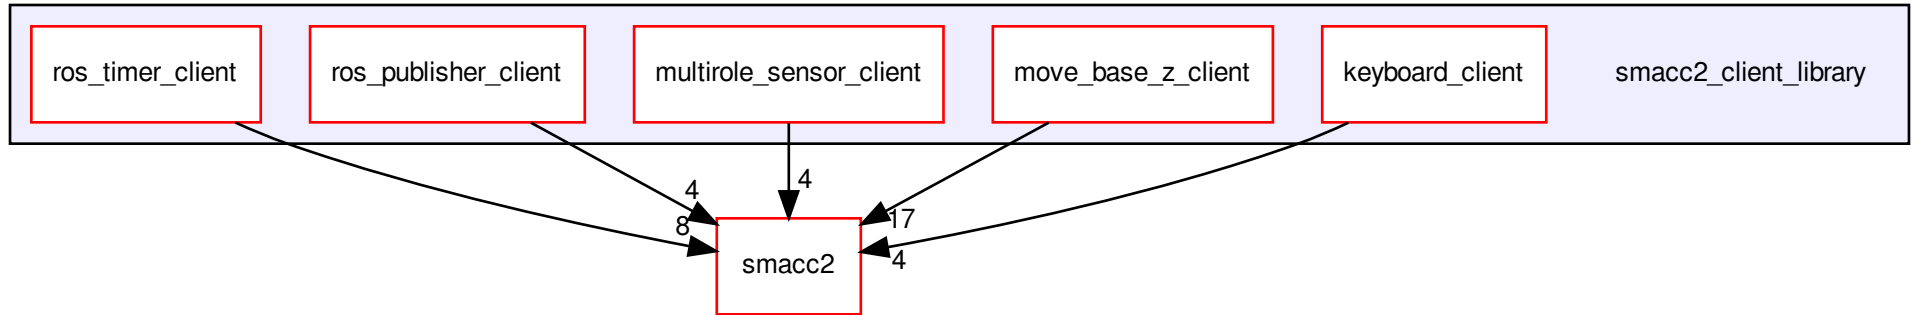 ros_timer_client
ros_publisher_client
multirole_sensor_client
move_base_z_client
keyboard_client
smacc2_client_library
4
4
8
17
4
smacc2